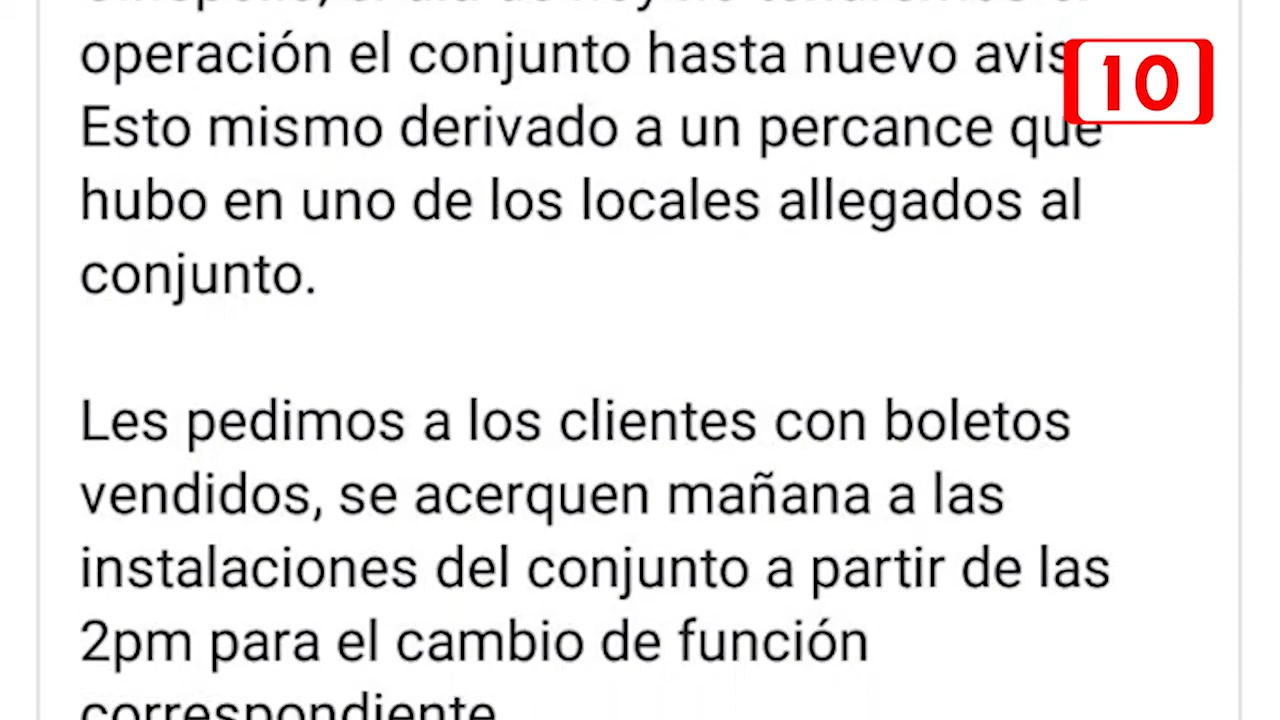 operación el conjunto hasta nuevo avis
10
Esto mismo derivado a un percance que
hubo en uno de los locales allegados al
conjunto.
Les pedimos a los clientes con boletos
vendidos, se acerquen mañana a las
instalaciones del conjunto a partir de las
2pm para el cambio de función
correspondiente